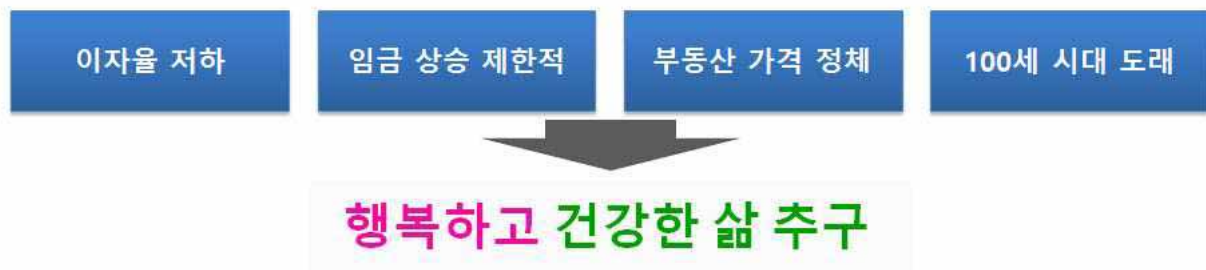 이자율 저하
임금 상승 제한적
부동산 가격 정체
100세 시대 도래
행복하고 건강한 삶 추구